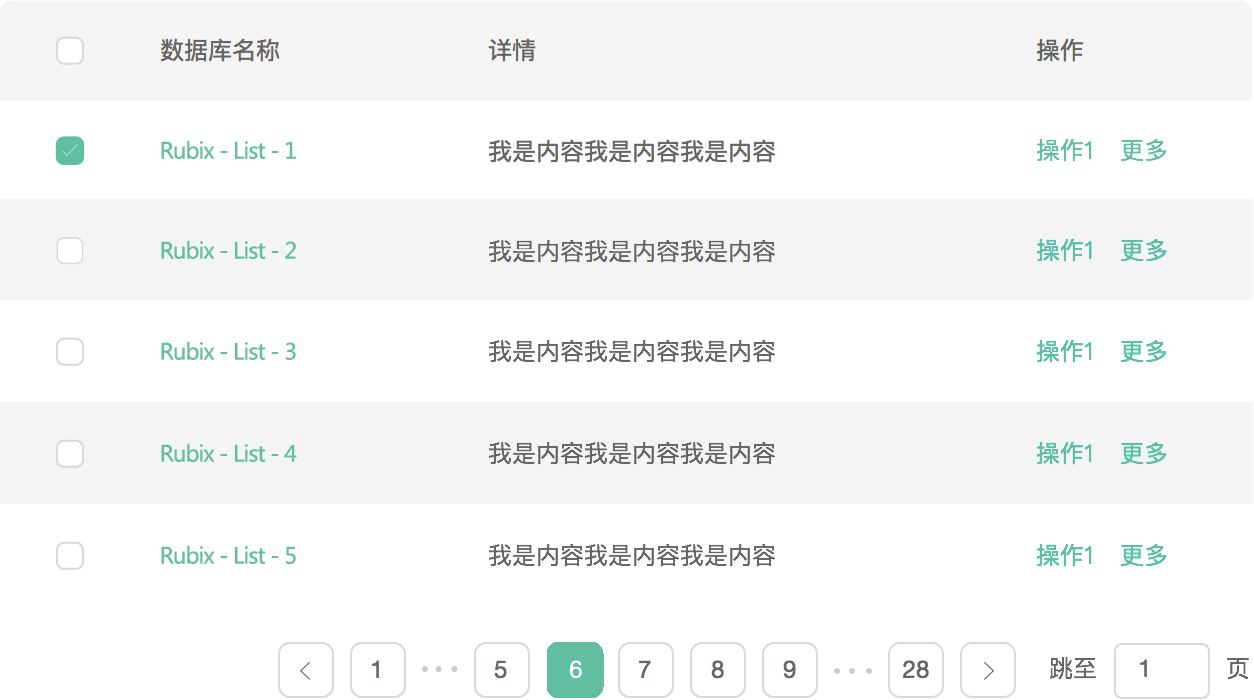 数据库名称 详情 操作
Rubix - List - 1 我是内容我是内容我是内容 操作1 更多
Rubix - List - 2 我是内容我是内容我是内容 操作1 更多
Rubix - List - 3 我是内容我是内容我是内容 操作1 更多
Rubix - List - 4 我是内容我是内容我是内容 操作1 更多
Rubix - List - 5 我是内容我是内容我是内容 操作1 更多
< 1 ••• 5 6 7 8 9 ••• 28 > 跳至 1 页